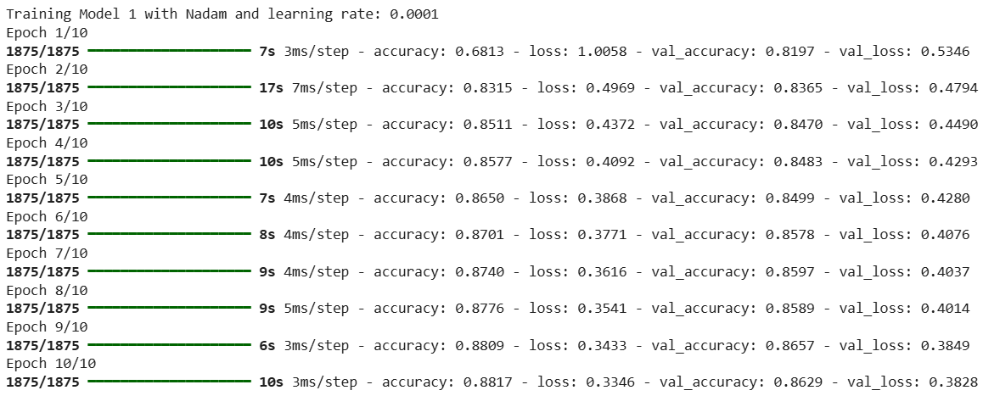 Training Model 1 with Nadam and learning rate: 0.0001
Epoch 1/10
1875/1875 ━━━━━━━━━━━━━━━━━━━━ 7s 3ms/step - accuracy: 0.6813 - loss: 1.0058 - val_accuracy: 0.8197 - val_loss: 0.5346
Epoch 2/10
1875/1875 ━━━━━━━━━━━━━━━━━━━━ 17s 7ms/step - accuracy: 0.8315 - loss: 0.4969 - val_accuracy: 0.8365 - val_loss: 0.4794
Epoch 3/10
1875/1875 ━━━━━━━━━━━━━━━━━━━━ 10s 5ms/step - accuracy: 0.8511 - loss: 0.4372 - val_accuracy: 0.8470 - val_loss: 0.4490
Epoch 4/10
1875/1875 ━━━━━━━━━━━━━━━━━━━━ 10s 5ms/step - accuracy: 0.8577 - loss: 0.4092 - val_accuracy: 0.8483 - val_loss: 0.4293
Epoch 5/10
1875/1875 ━━━━━━━━━━━━━━━━━━━━ 7s 4ms/step - accuracy: 0.8650 - loss: 0.3868 - val_accuracy: 0.8499 - val_loss: 0.4280
Epoch 6/10
1875/1875 ━━━━━━━━━━━━━━━━━━━━ 8s 4ms/step - accuracy: 0.8701 - loss: 0.3771 - val_accuracy: 0.8578 - val_loss: 0.4076
Epoch 7/10
1875/1875 ━━━━━━━━━━━━━━━━━━━━ 9s 4ms/step - accuracy: 0.8740 - loss: 0.3616 - val_accuracy: 0.8597 - val_loss: 0.4037
Epoch 8/10
1875/1875 ━━━━━━━━━━━━━━━━━━━━ 9s 5ms/step - accuracy: 0.8776 - loss: 0.3541 - val_accuracy: 0.8589 - val_loss: 0.4014
Epoch 9/10
1875/1875 ━━━━━━━━━━━━━━━━━━━━ 6s 3ms/step - accuracy: 0.8809 - loss: 0.3433 - val_accuracy: 0.8657 - val_loss: 0.3849
Epoch 10/10
1875/1875 ━━━━━━━━━━━━━━━━━━━━ 10s 3ms/step - accuracy: 0.8817 - loss: 0.3346 - val_accuracy: 0.8629 - val_loss: 0.3828